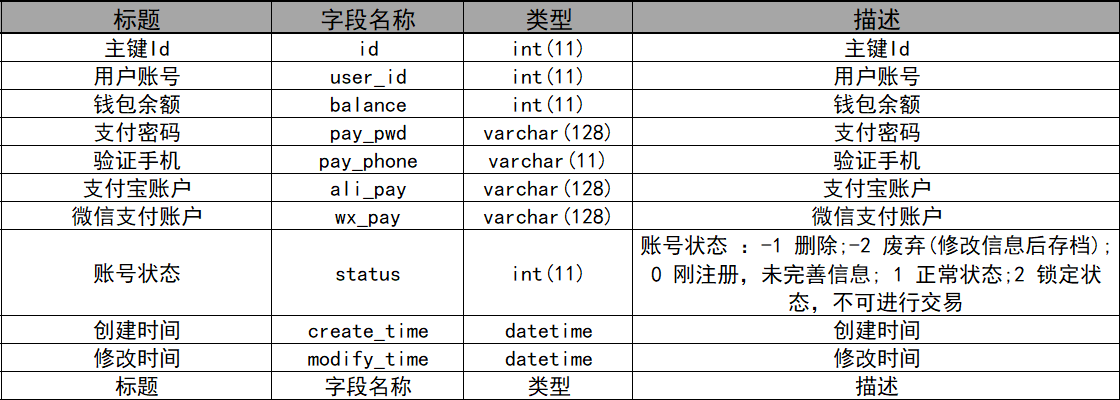 标题 字段名称 类型 描述
主键Id id int(11) 主键Id
用户账号 user_id int(11) 用户账号
钱包余额 balance int(11) 钱包余额
支付密码 pay_pwd varchar(128) 支付密码
验证手机 pay_phone varchar(11) 验证手机
支付宝账户 ali_pay varchar(128) 支付宝账户
微信支付账户 wx_pay varchar(128) 微信支付账户
账号状态 status int(11) 账号状态 ：-1 删除;-2 废弃(修改信息后存档);
0 刚注册，未完善信息; 1 正常状态;2 锁定状
态，不可进行交易
创建时间 create_time datetime 创建时间
修改时间 modify_time datetime 修改时间
标题 字段名称 类型 描述